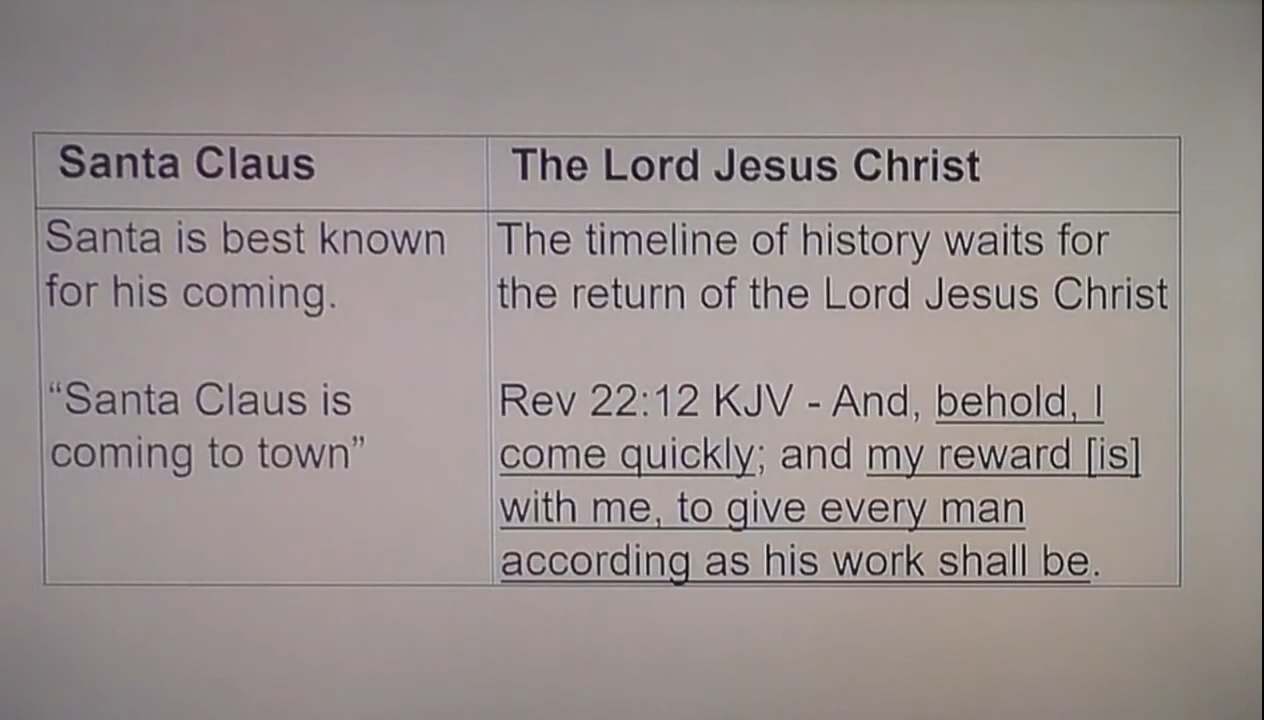 Santa Claus
The Lord Jesus Christ
Santa is best known
for his coming.
“Santa Claus is
coming to town”
The timeline of history waits for
the return of the Lord Jesus Christ
Rev 22:12 KJV - And, behold, I
come quickly; and my reward [is]
with me, to give every man
according as his work shall be.